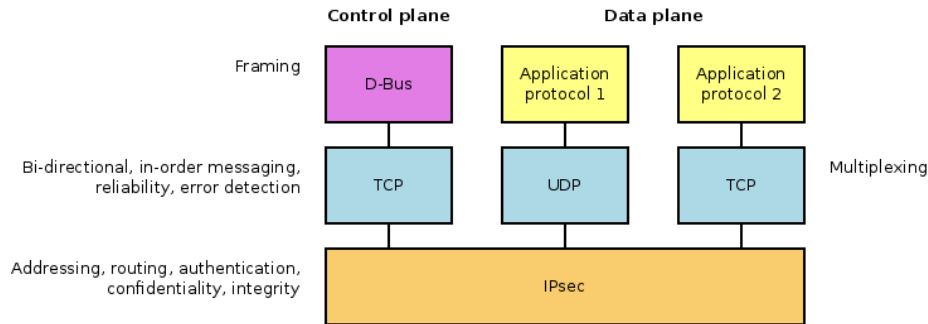 Control plane
Data plane
Framing
D-Bus
Application
protocol 1
Application
protocol 2
Bi-directional, in-order messaging,
reliability, error detection
TCP
UDP
TCP
Multiplexing
Addressing, routing, authentication,
confidentiality, integrity
IPsec